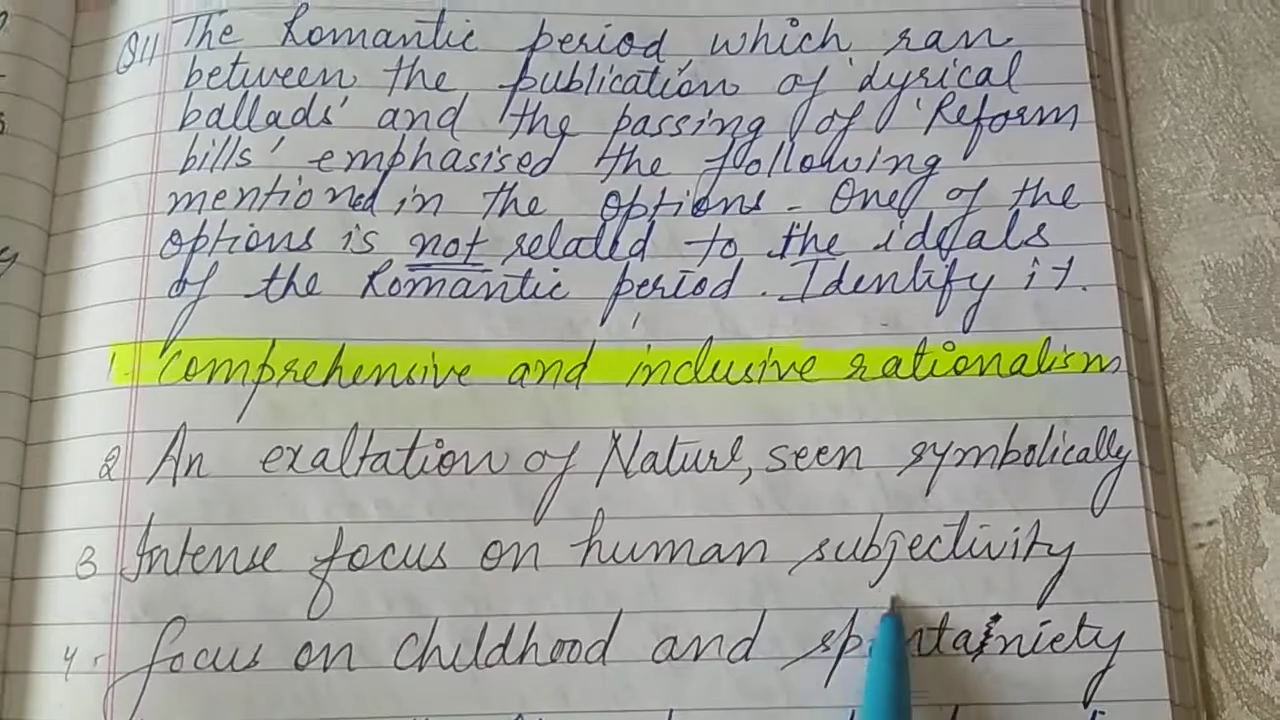 Q11 The Romantic period, which ran
between the publication of 'Lyrical
ballads' and the passing of 'Reform
bills' emphasised the following
mentioned in the options - One of the
options is not related to the ideals
of the Romantic period. Identify it.
1. Comprehensive and inclusive rationalism
2 An exaltation of Nature, seen symbolically
3 Intense focus on human subjectivity
4. focus on childhood and